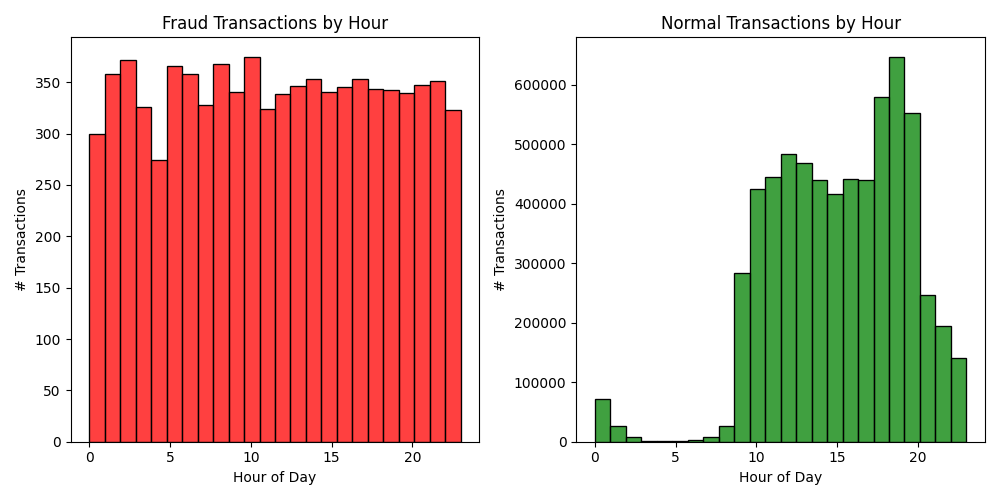 Fraud Transactions by Hour
# Transactions
350
300
250
200
150
100
50
0
0 5 10 15 20
Hour of Day
Normal Transactions by Hour
# Transactions
600000
500000
400000
300000
200000
100000
0
0 5 10 15 20
Hour of Day